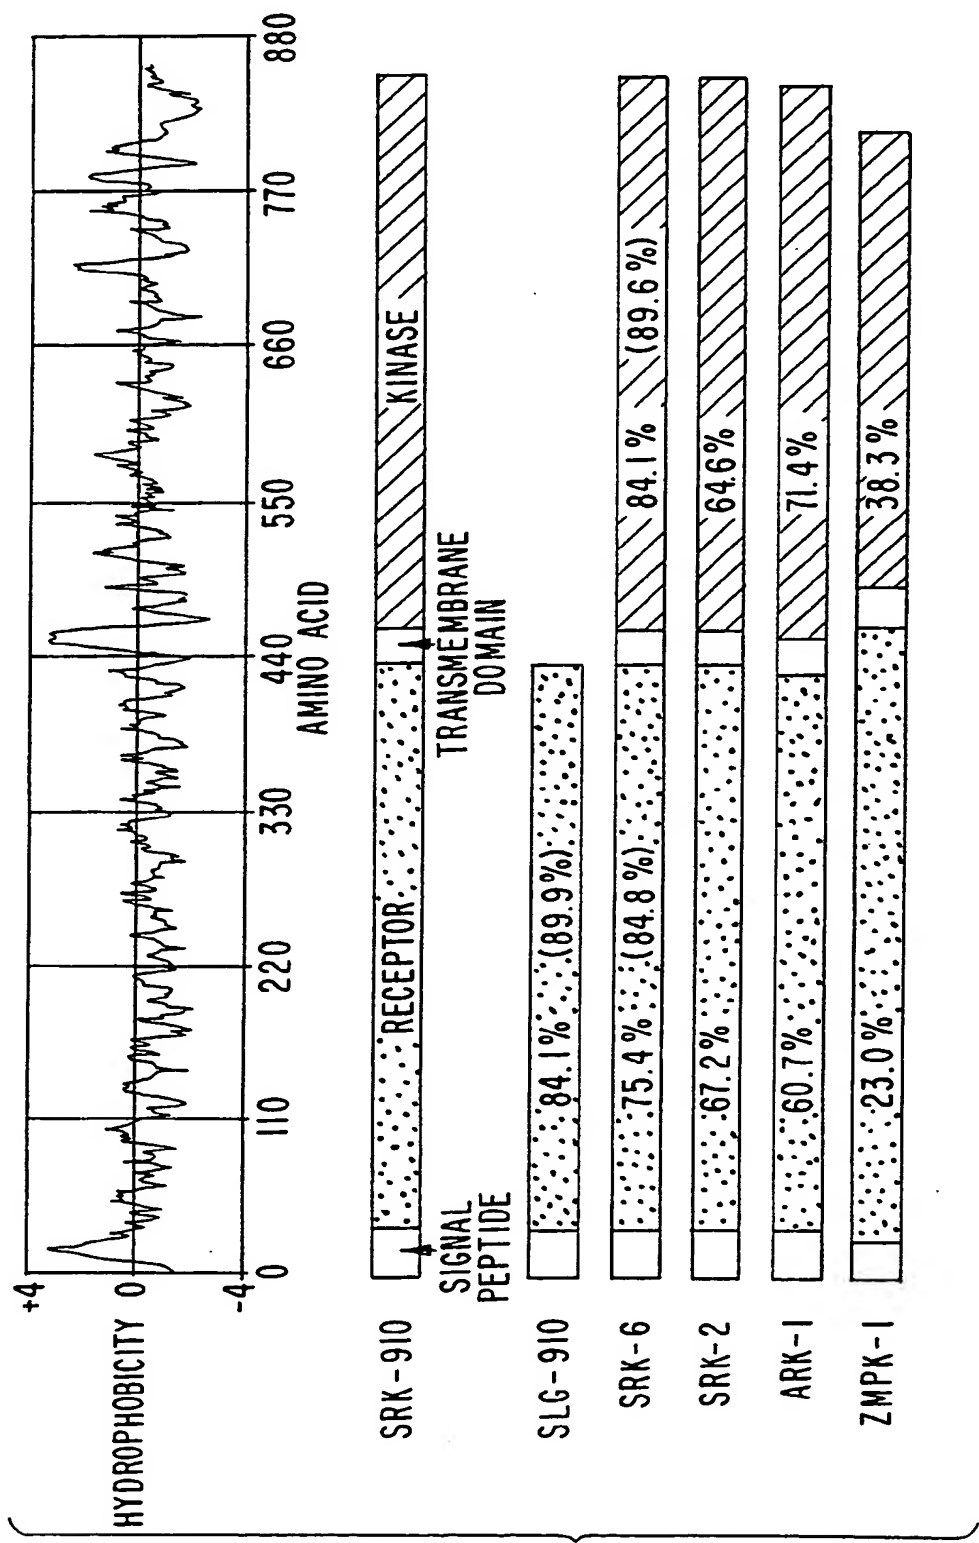 +4
0
-4
HYDROPHOBICITY
0 110 220 330 440 550 660 770 880
AMINO ACID
SRK-910
RECEPTOR
KINASE
SIGNAL
PEPTIDE
TRANSMEMBRANE
DOMAIN
SLG-910
84.1% (89.9%)
SRK-6
75.4% (84.8%)
84.1% (89.6%)
SRK-2
67.2%
64.6%
ARK-1
60.7%
71.4%
ZMPK-1
23.0%
38.3%